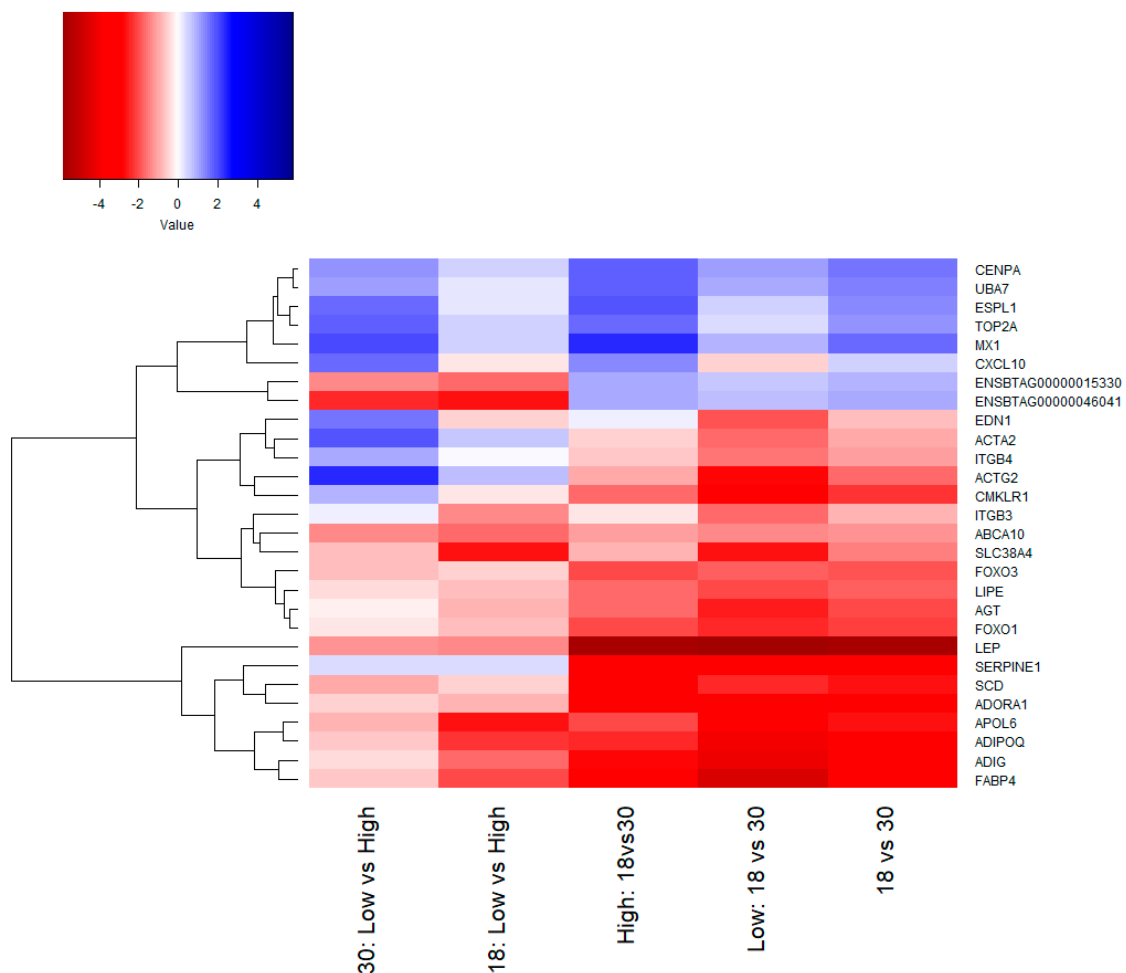 -4 -2 0 2 4
Value
CENPA
UBA7
ESPL1
TOP2A
MX1
CXCL10
ENSBTAG00000015330
ENSBTAG00000046041
EDN1
ACTA2
ITGB4
ACTG2
CMKLR1
ITGB3
ABCA10
SLC38A4
FOXO3
LIPE
AGT
FOXO1
LEP
SERPINE1
SCD
ADORA1
APOL6
ADIPOQ
ADIG
FABP4
30: Low vs High
18: Low vs High
High: 18vs30
Low: 18 vs 30
18 vs 30